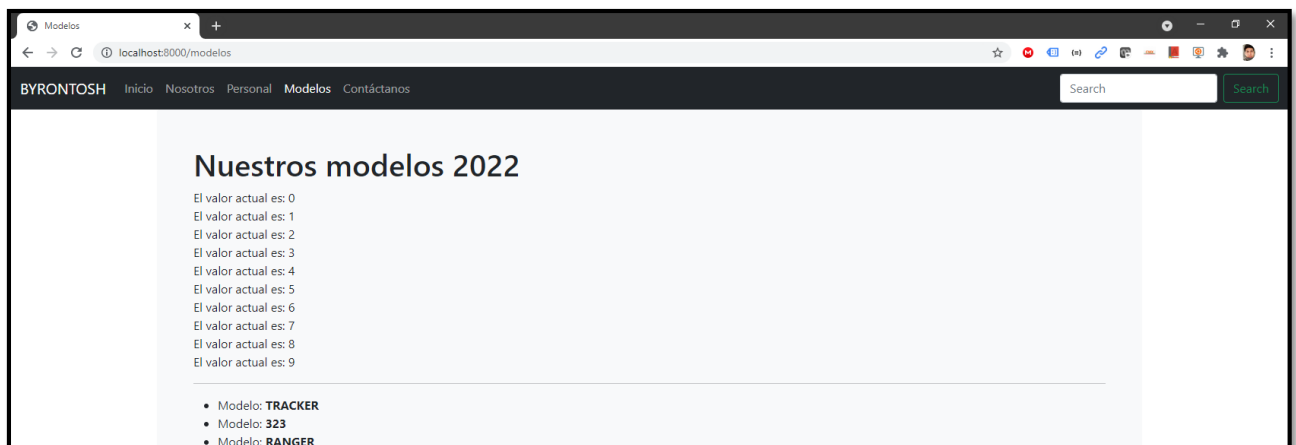 Modelos
localhost:8000/modelos
BYRONTOSH Inicio Nosotros Personal Modelos Contáctanos Search Search
Nuestros modelos 2022
El valor actual es: 0
El valor actual es: 1
El valor actual es: 2
El valor actual es: 3
El valor actual es: 4
El valor actual es: 5
El valor actual es: 6
El valor actual es: 7
El valor actual es: 8
El valor actual es: 9
• Modelo: TRACKER
• Modelo: 323
• Modelo: RANGER